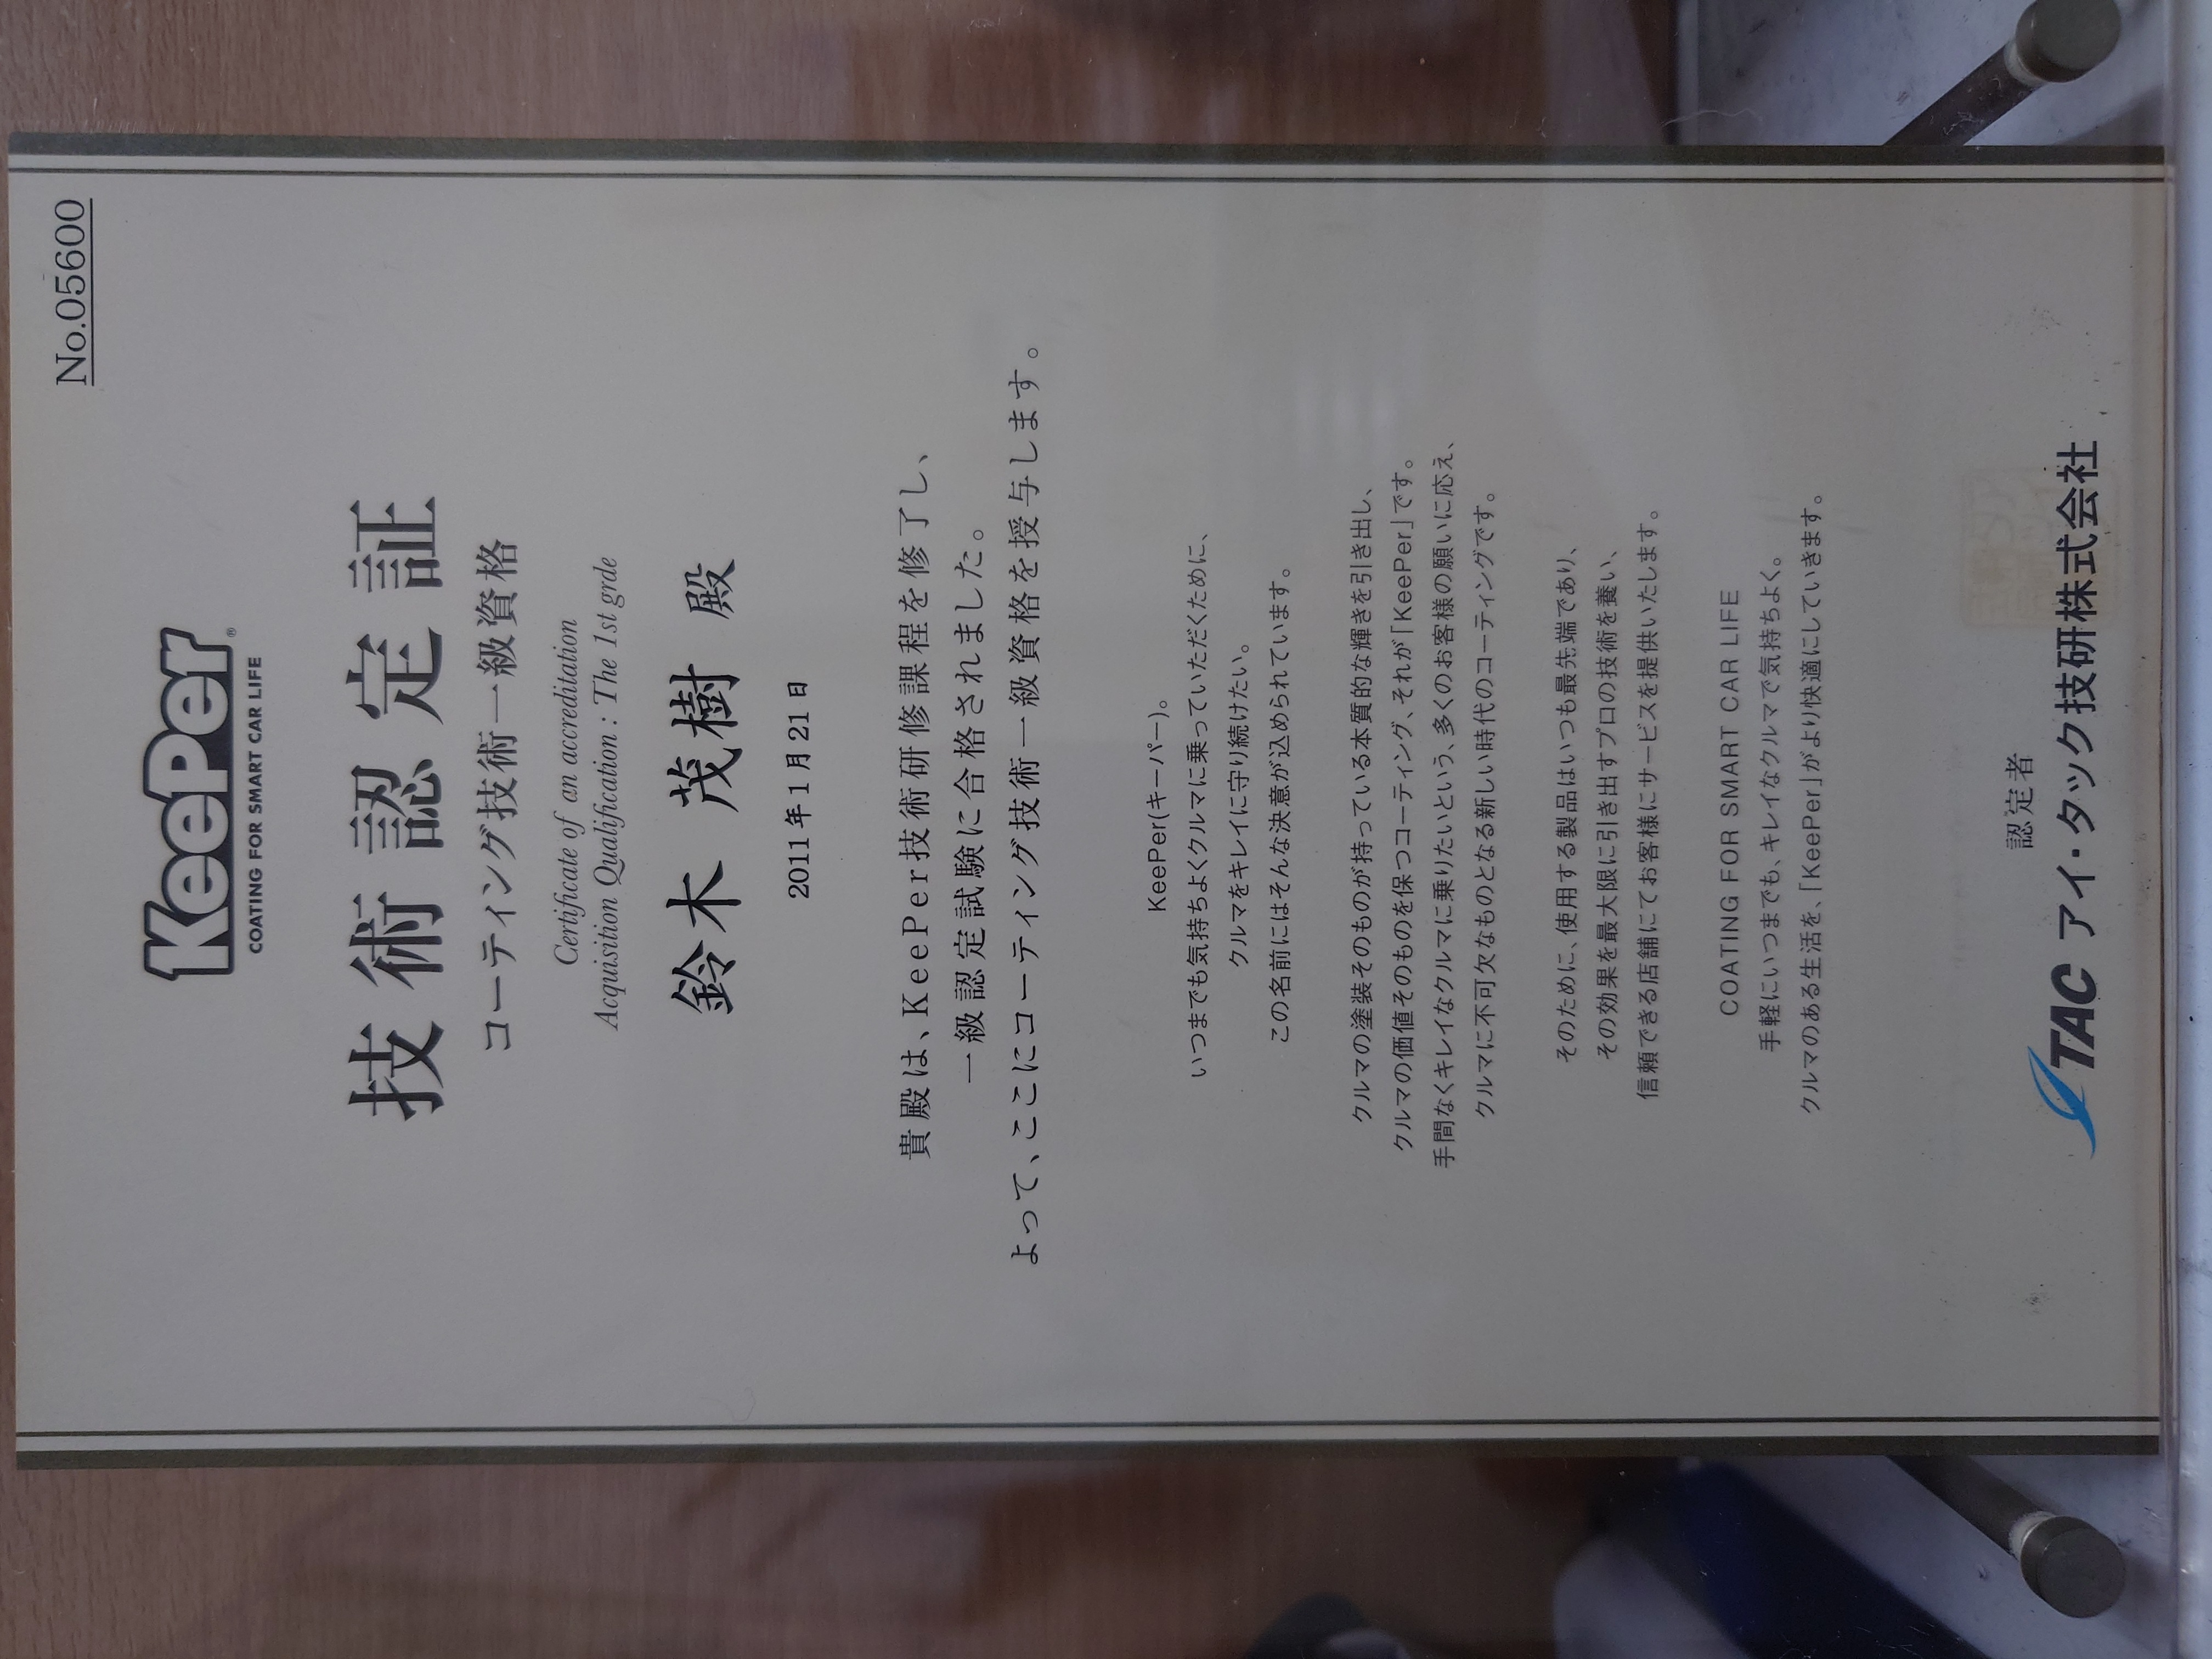 No.05600
KeePer®
COATING FOR SMART CAR LIFE
技術認定証
コーティング技術一級資格
Certificate of an accreditation
Acquisition Qualification : The 1st grde
鈴木 茂樹 殿
2011年1月21日
貴殿は、KeePer技術研修課程を修了し、
一級認定試験に合格されました。
よって、ここにコーティング技術一級資格を授与します。
KeePer(キーパー)。
いつまでも気持ちよくクルマに乗っていただくために、
クルマをキレイに守り続けたい。
この名前にはそんな決意が込められています。
クルマの塗装そのものが持っている本質的な輝きを引き出し、
クルマの価値そのものを保つコーティング、それが「KeePer」です。
手間なくキレイなクルマに乗りたいという、多くのお客様の願いに応え、
クルマに不可欠なものとなる新しい時代のコーティングです。
そのために、使用する製品はいつも最先端であり、
その効果を最大限に引き出すプロの技術を養い、
信頼できる店舗にてお客様にサービスを提供いたします。
COATING FOR SMART CAR LIFE
手軽にいつまでも、キレイなクルマで気持ちよく。
クルマのある生活を、「KeePer」がより快適にしていきます。
認定者
TAC アイ・タック技研株式会社